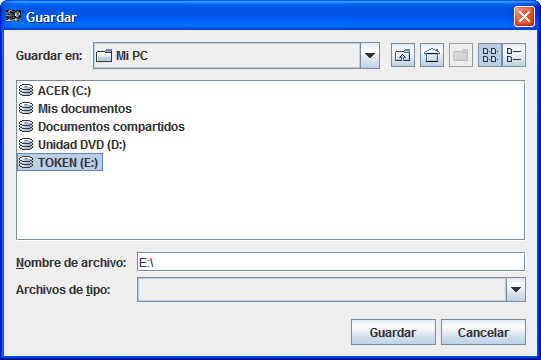 Guardar
Guardar en: Mi PC
ACER (C:)
Mis documentos
Documentos compartidos
Unidad DVD (D:)
TOKEN (E:)
Nombre de archivo: E:\
Archivos de tipo:
Guardar Cancelar